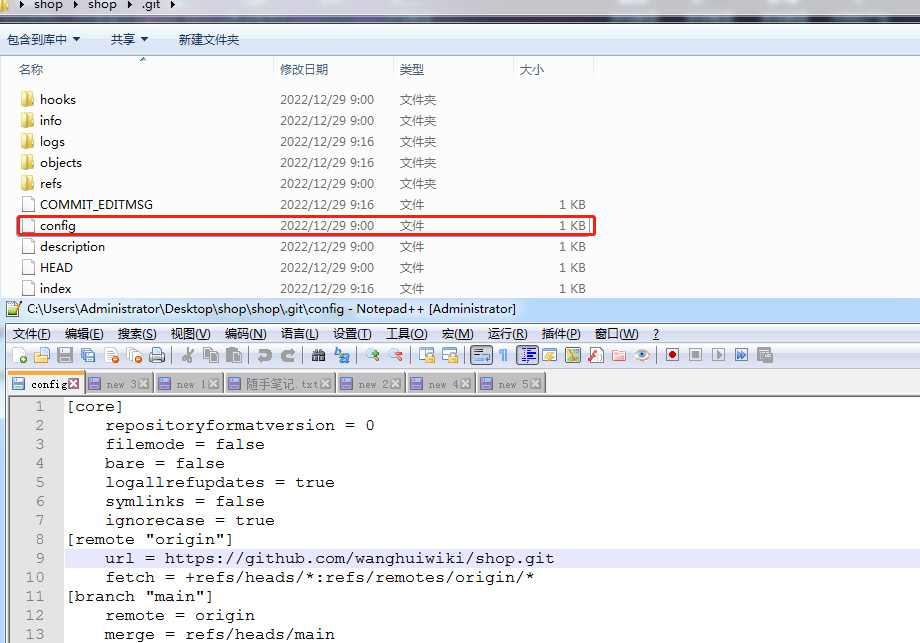 shop shop .git
包含到库中 共享 新建文件夹
名称 修改日期 类型 大小
hooks 2022/12/29 9:00 文件夹
info 2022/12/29 9:00 文件夹
logs 2022/12/29 9:16 文件夹
objects 2022/12/29 9:16 文件夹
refs 2022/12/29 9:00 文件夹
COMMIT_EDITMSG 2022/12/29 9:16 文件 1 KB
config 2022/12/29 9:00 文件 1 KB
description 2022/12/29 9:00 文件 1 KB
HEAD 2022/12/29 9:00 文件 1 KB
index 2022/12/29 9:16 文件 1 KB
C:\Users\Administrator\Desktop\shop\shop\.git\config - Notepad++ [Administrator]
文件(F) 编辑(E) 搜索(S) 视图(V) 编码(N) 语言(L) 设置(T) 工具(O) 宏(M) 运行(R) 插件(P) 窗口(W) ?
config new 3 new 1 随手笔记.txt new 2 new 4 new 5
1 [core]
2 repositoryformatversion = 0
3 filemode = false
4 bare = false
5 logallrefupdates = true
6 symlinks = false
7 ignorecase = true
8 [remote "origin"]
9 url = https://github.com/wanghuiwiki/shop.git
10 fetch = +refs/heads/*:refs/remotes/origin/*
11 [branch "main"]
12 remote = origin
13 merge = refs/heads/main